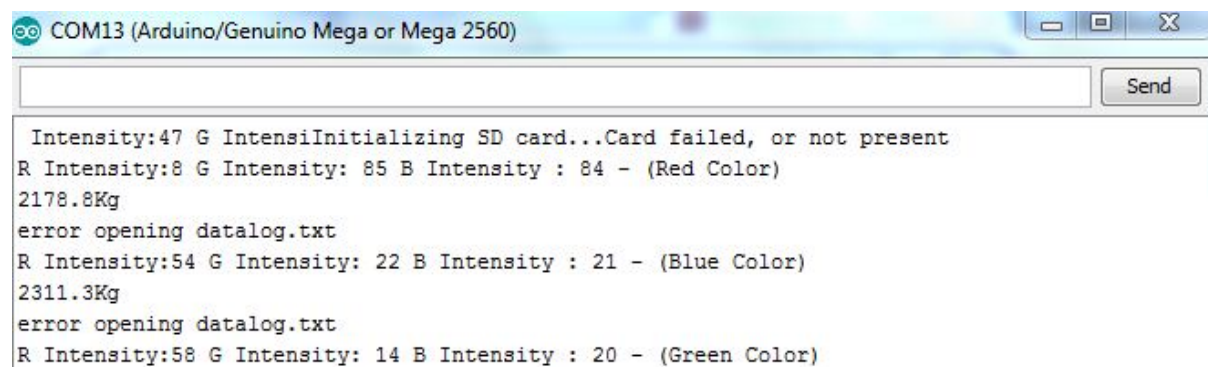 COM13 (Arduino/Genuino Mega or Mega 2560)
Send
Intensity:47 G IntensiInitializing SD card...Card failed, or not present
R Intensity:8 G Intensity: 85 B Intensity : 84 - (Red Color)
2178.8Kg
error opening datalog.txt
R Intensity:54 G Intensity: 22 B Intensity : 21 - (Blue Color)
2311.3Kg
error opening datalog.txt
R Intensity:58 G Intensity: 14 B Intensity : 20 - (Green Color)